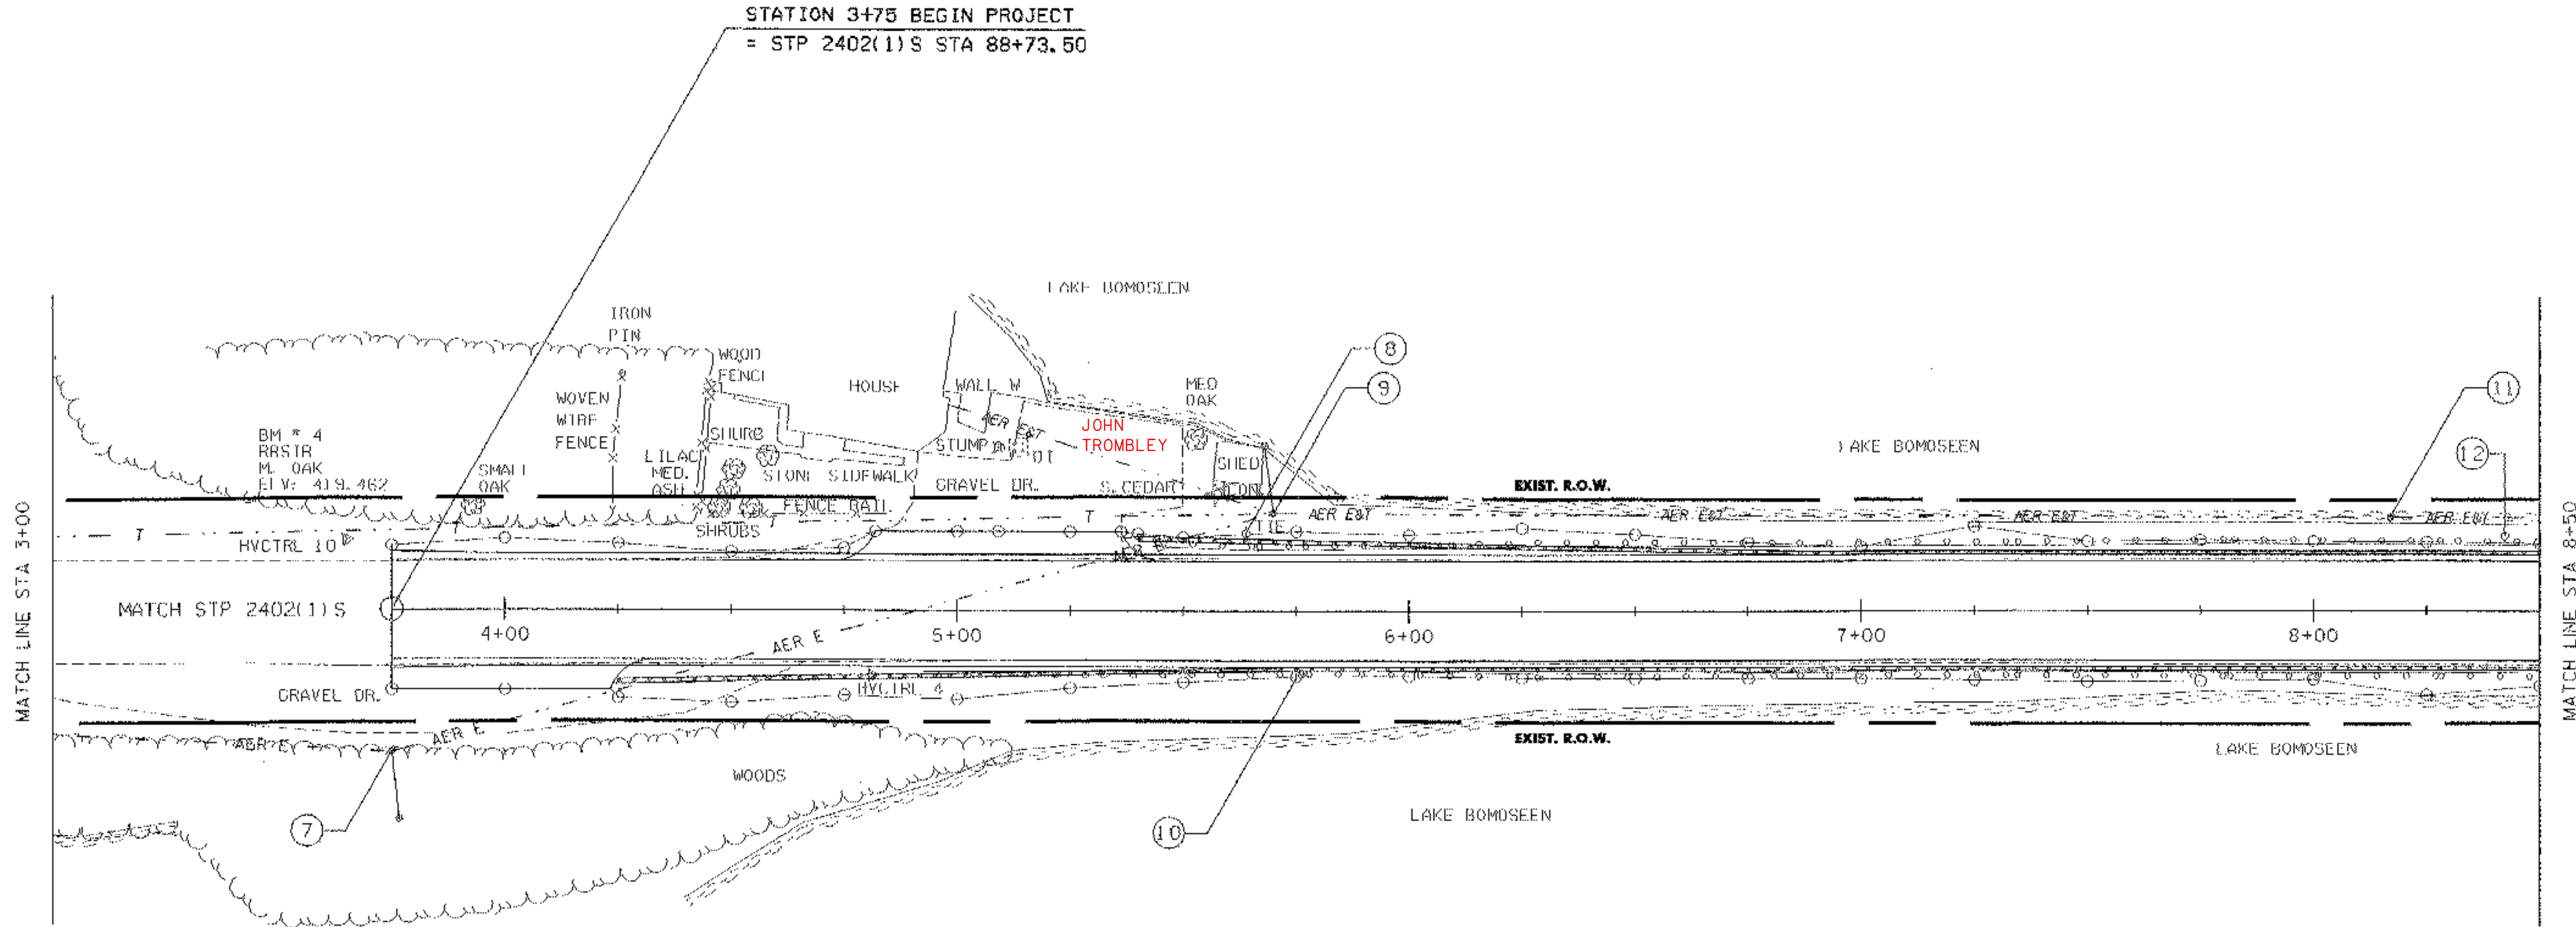 STATION 3+75 BEGIN PROJECT
= STP 2402(1)S STA 88+73.50
LAKE BOMOSEEN
IRON
PIN
WOOD
FENCE
HOUSE
WALL W
MED
OAK
8
9
11
WOVEN
WIRE
FENCE
AER E&T
JOHN
TROMBLEY
BM * 4
RRSTR
M. OAK
ELV: 419.462
SHURB
STUMP
LAKE BOMOSEEN
12
LILAC
MED.
ASH
SMALL
OAK
STONE SIDEWALK
SHED
GRAVEL DR.
S.CEDAR
EXIST. R.O.W.
FENCE RAIL
SHRUBS
T
T
T
T
TIE
AER E&T
AER E&T
AER E&T
AER E&T
HVCTRL 10
MATCH LINE STA 3+00
MATCH LINE STA 8+50
MATCH STP 2402(1)S
4+00
5+00
6+00
7+00
8+00
AER E
GRAVEL DR.
HVCTRL 4
AER E
AER E
EXIST. R.O.W.
LAKE BOMOSEEN
WOODS
LAKE BOMOSEEN
7
10